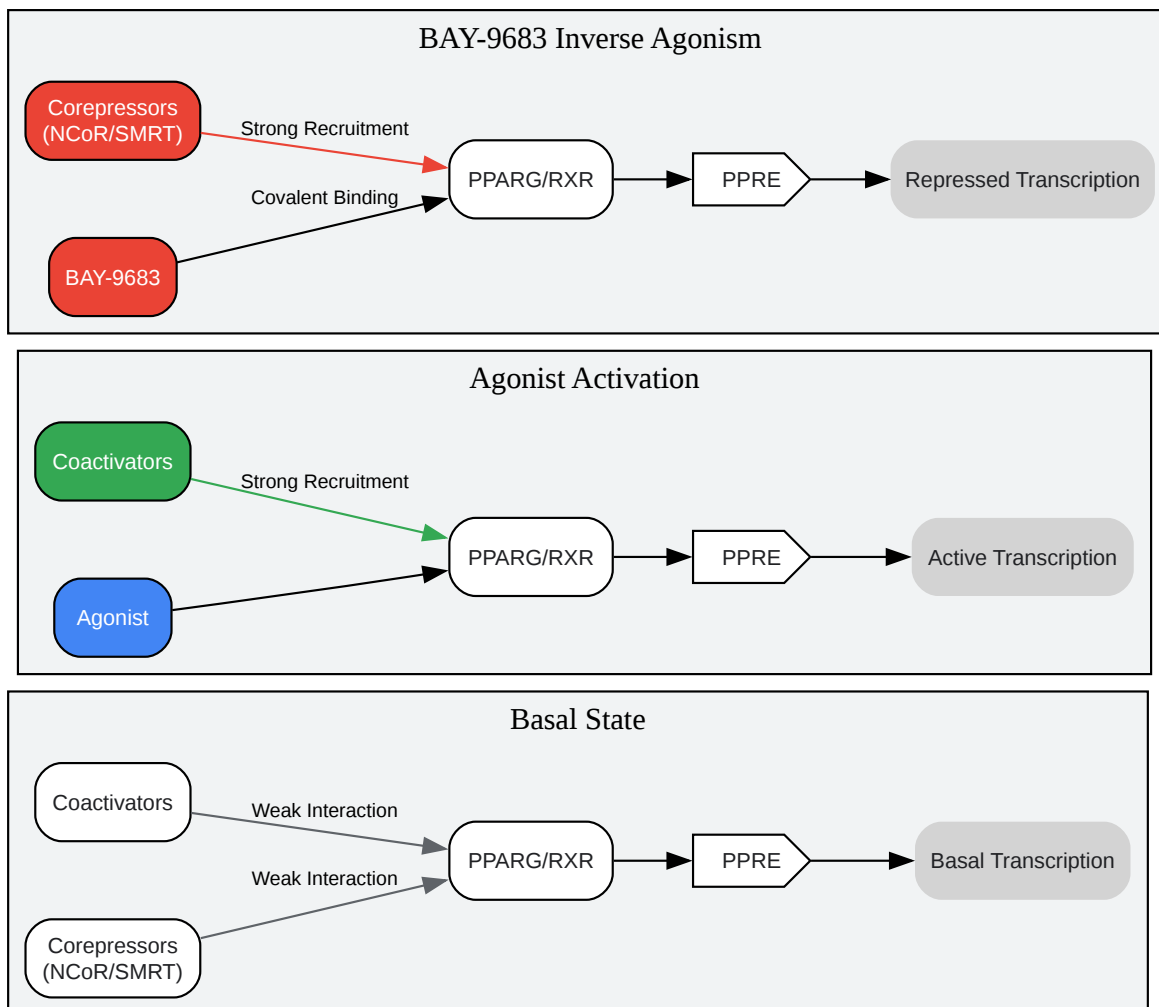 BAY-9683 Inverse Agonism
Corepressors
(NCoR/SMRT)
Strong Recruitment
Covalent Binding
BAY-9683
PPARG/RXR
PPRE
Repressed Transcription
Agonist Activation
Coactivators
Strong Recruitment
Agonist
PPARG/RXR
PPRE
Active Transcription
Basal State
Coactivators
Weak Interaction
Weak Interaction
Corepressors
(NCoR/SMRT)
PPARG/RXR
PPRE
Basal Transcription